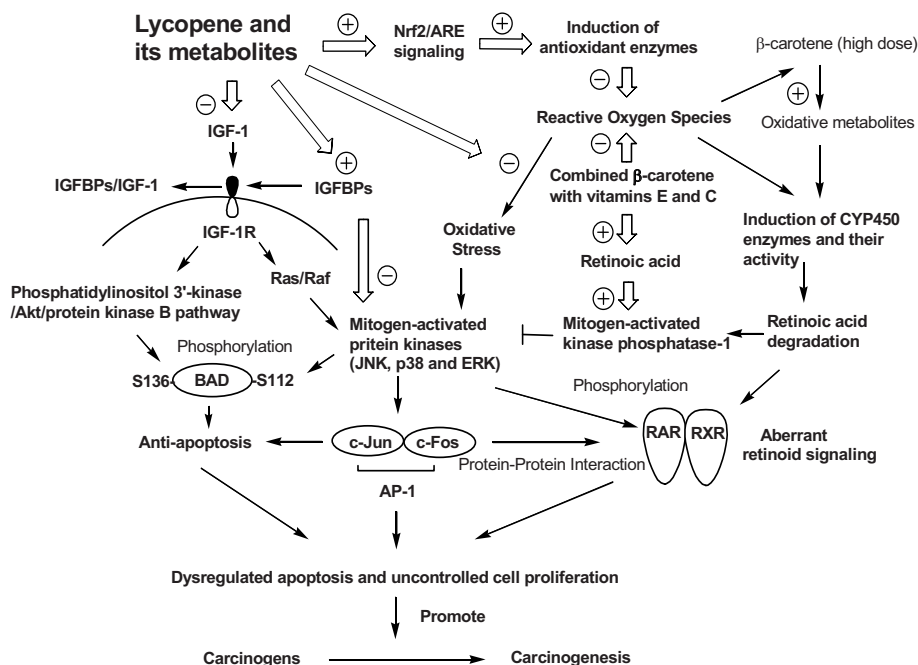 Lycopene and
its metabolites
+
Nrf2/ARE
signaling
+
Induction of
antioxidant enzymes
β-carotene (high dose)
−
IGF-1
+
IGFBPs
−
−
Reactive Oxygen Species
+
Oxidative metabolites
IGFBPs/IGF-1
IGF-1R
−
Combined β-carotene
with vitamins E and C
Oxidative
Stress
+
Retinoic acid
Induction of CYP450
enzymes and their
activity
Phosphatidylinositol 3'-kinase
/Akt/protein kinase B pathway
Ras/Raf
−
+
Mitogen-activated
pritein kinases
(JNK, p38 and ERK)
Mitogen-activated
kinase phosphatase-1
Retinoic acid
degradation
Phosphorylation
S136-
BAD
-S112
Phosphorylation
RAR
RXR
Aberrant
retinoid signaling
Anti-apoptosis
c-Jun
c-Fos
Protein-Protein Interaction
AP-1
Dysregulated apoptosis and uncontrolled cell proliferation
Promote
Carcinogens
Carcinogenesis